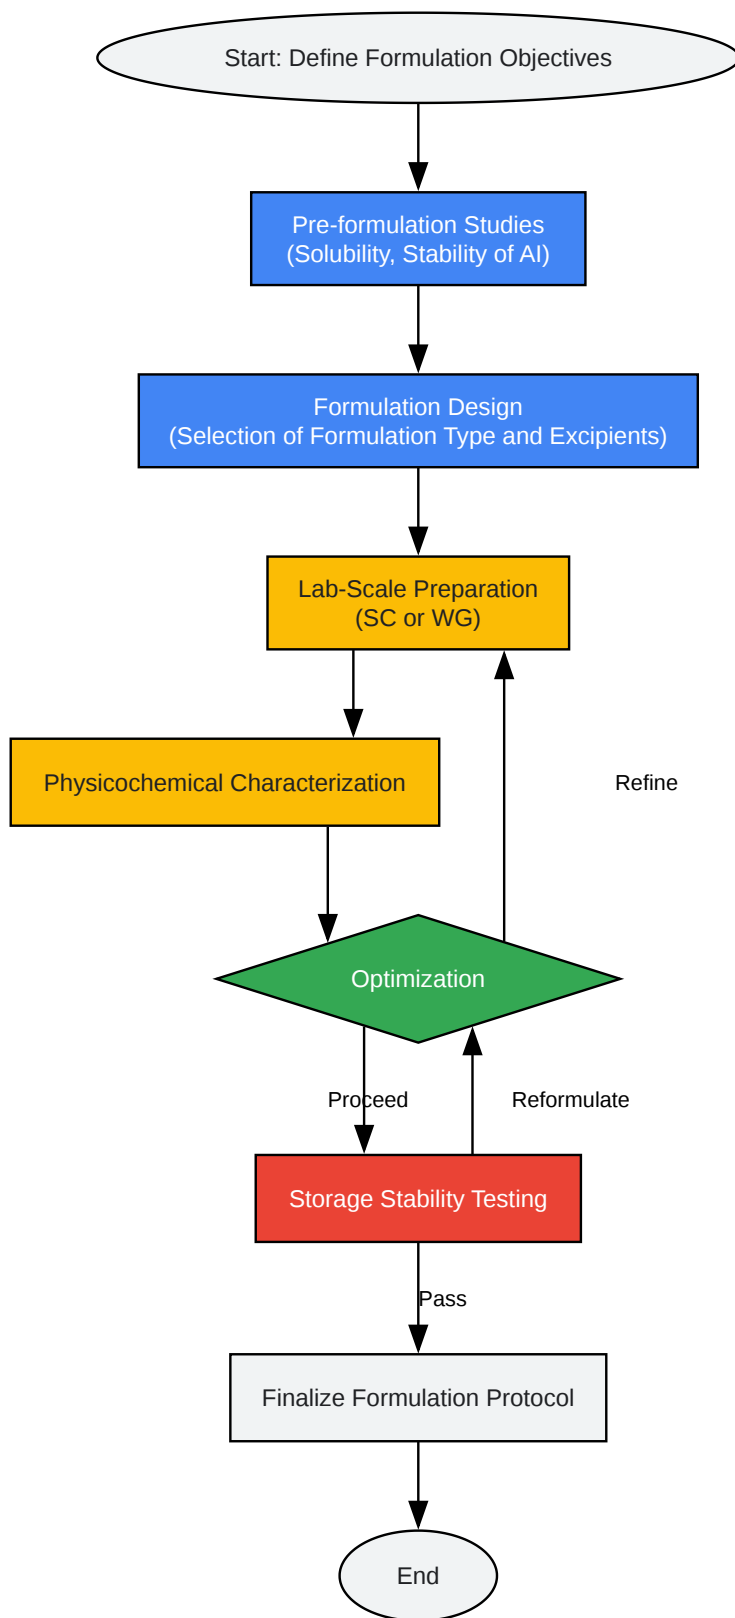 Start: Define Formulation Objectives
Pre-formulation Studies
(Solubility, Stability of AI)
Formulation Design
(Selection of Formulation Type and Excipients)
Lab-Scale Preparation
(SC or WG)
Physicochemical Characterization
Refine
Optimization
Proceed
Reformulate
Storage Stability Testing
Pass
Finalize Formulation Protocol
End